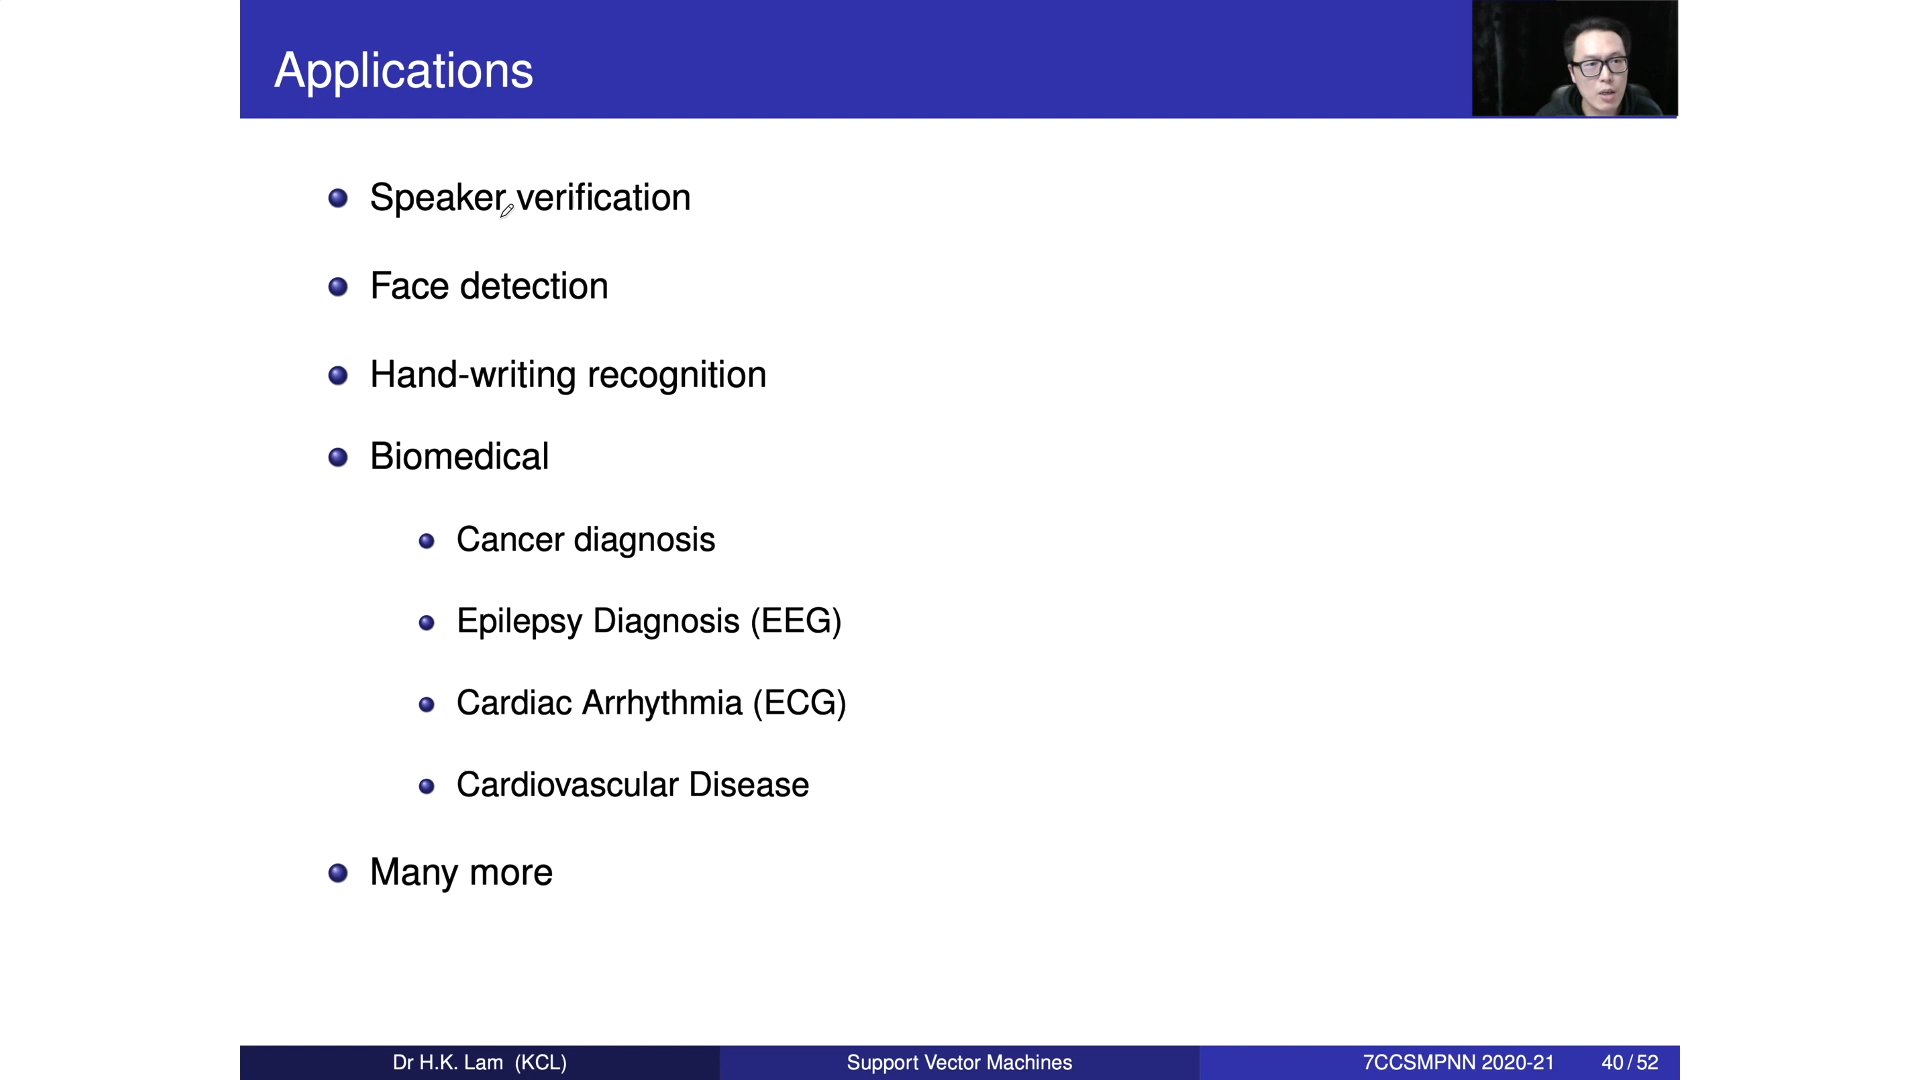 Applications
Speaker verification
Face detection
Hand-writing recognition
Biomedical
Cancer diagnosis
Epilepsy Diagnosis (EEG)
Cardiac Arrhythmia (ECG)
Cardiovascular Disease
Many more
Dr H.K. Lam (KCL) Support Vector Machines 7CCSMPNN 2020-21 40 / 52